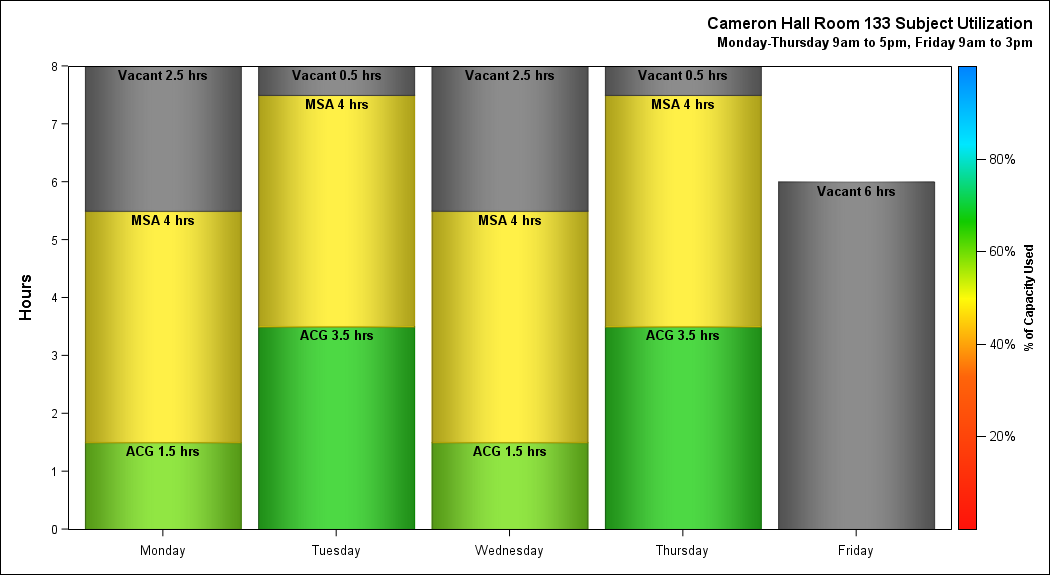 Cameron Hall Room 133 Subject Utilization
Monday-Thursday 9am to 5pm, Friday 9am to 3pm
Hours
8
7
6
5
4
3
2
1
0
Vacant 2.5 hrs
MSA 4 hrs
ACG 1.5 hrs
Vacant 0.5 hrs
MSA 4 hrs
ACG 3.5 hrs
Vacant 2.5 hrs
MSA 4 hrs
ACG 1.5 hrs
Vacant 0.5 hrs
MSA 4 hrs
ACG 3.5 hrs
Vacant 6 hrs
Monday Tuesday Wednesday Thursday Friday
80%
60%
40%
20%
% of Capacity Used